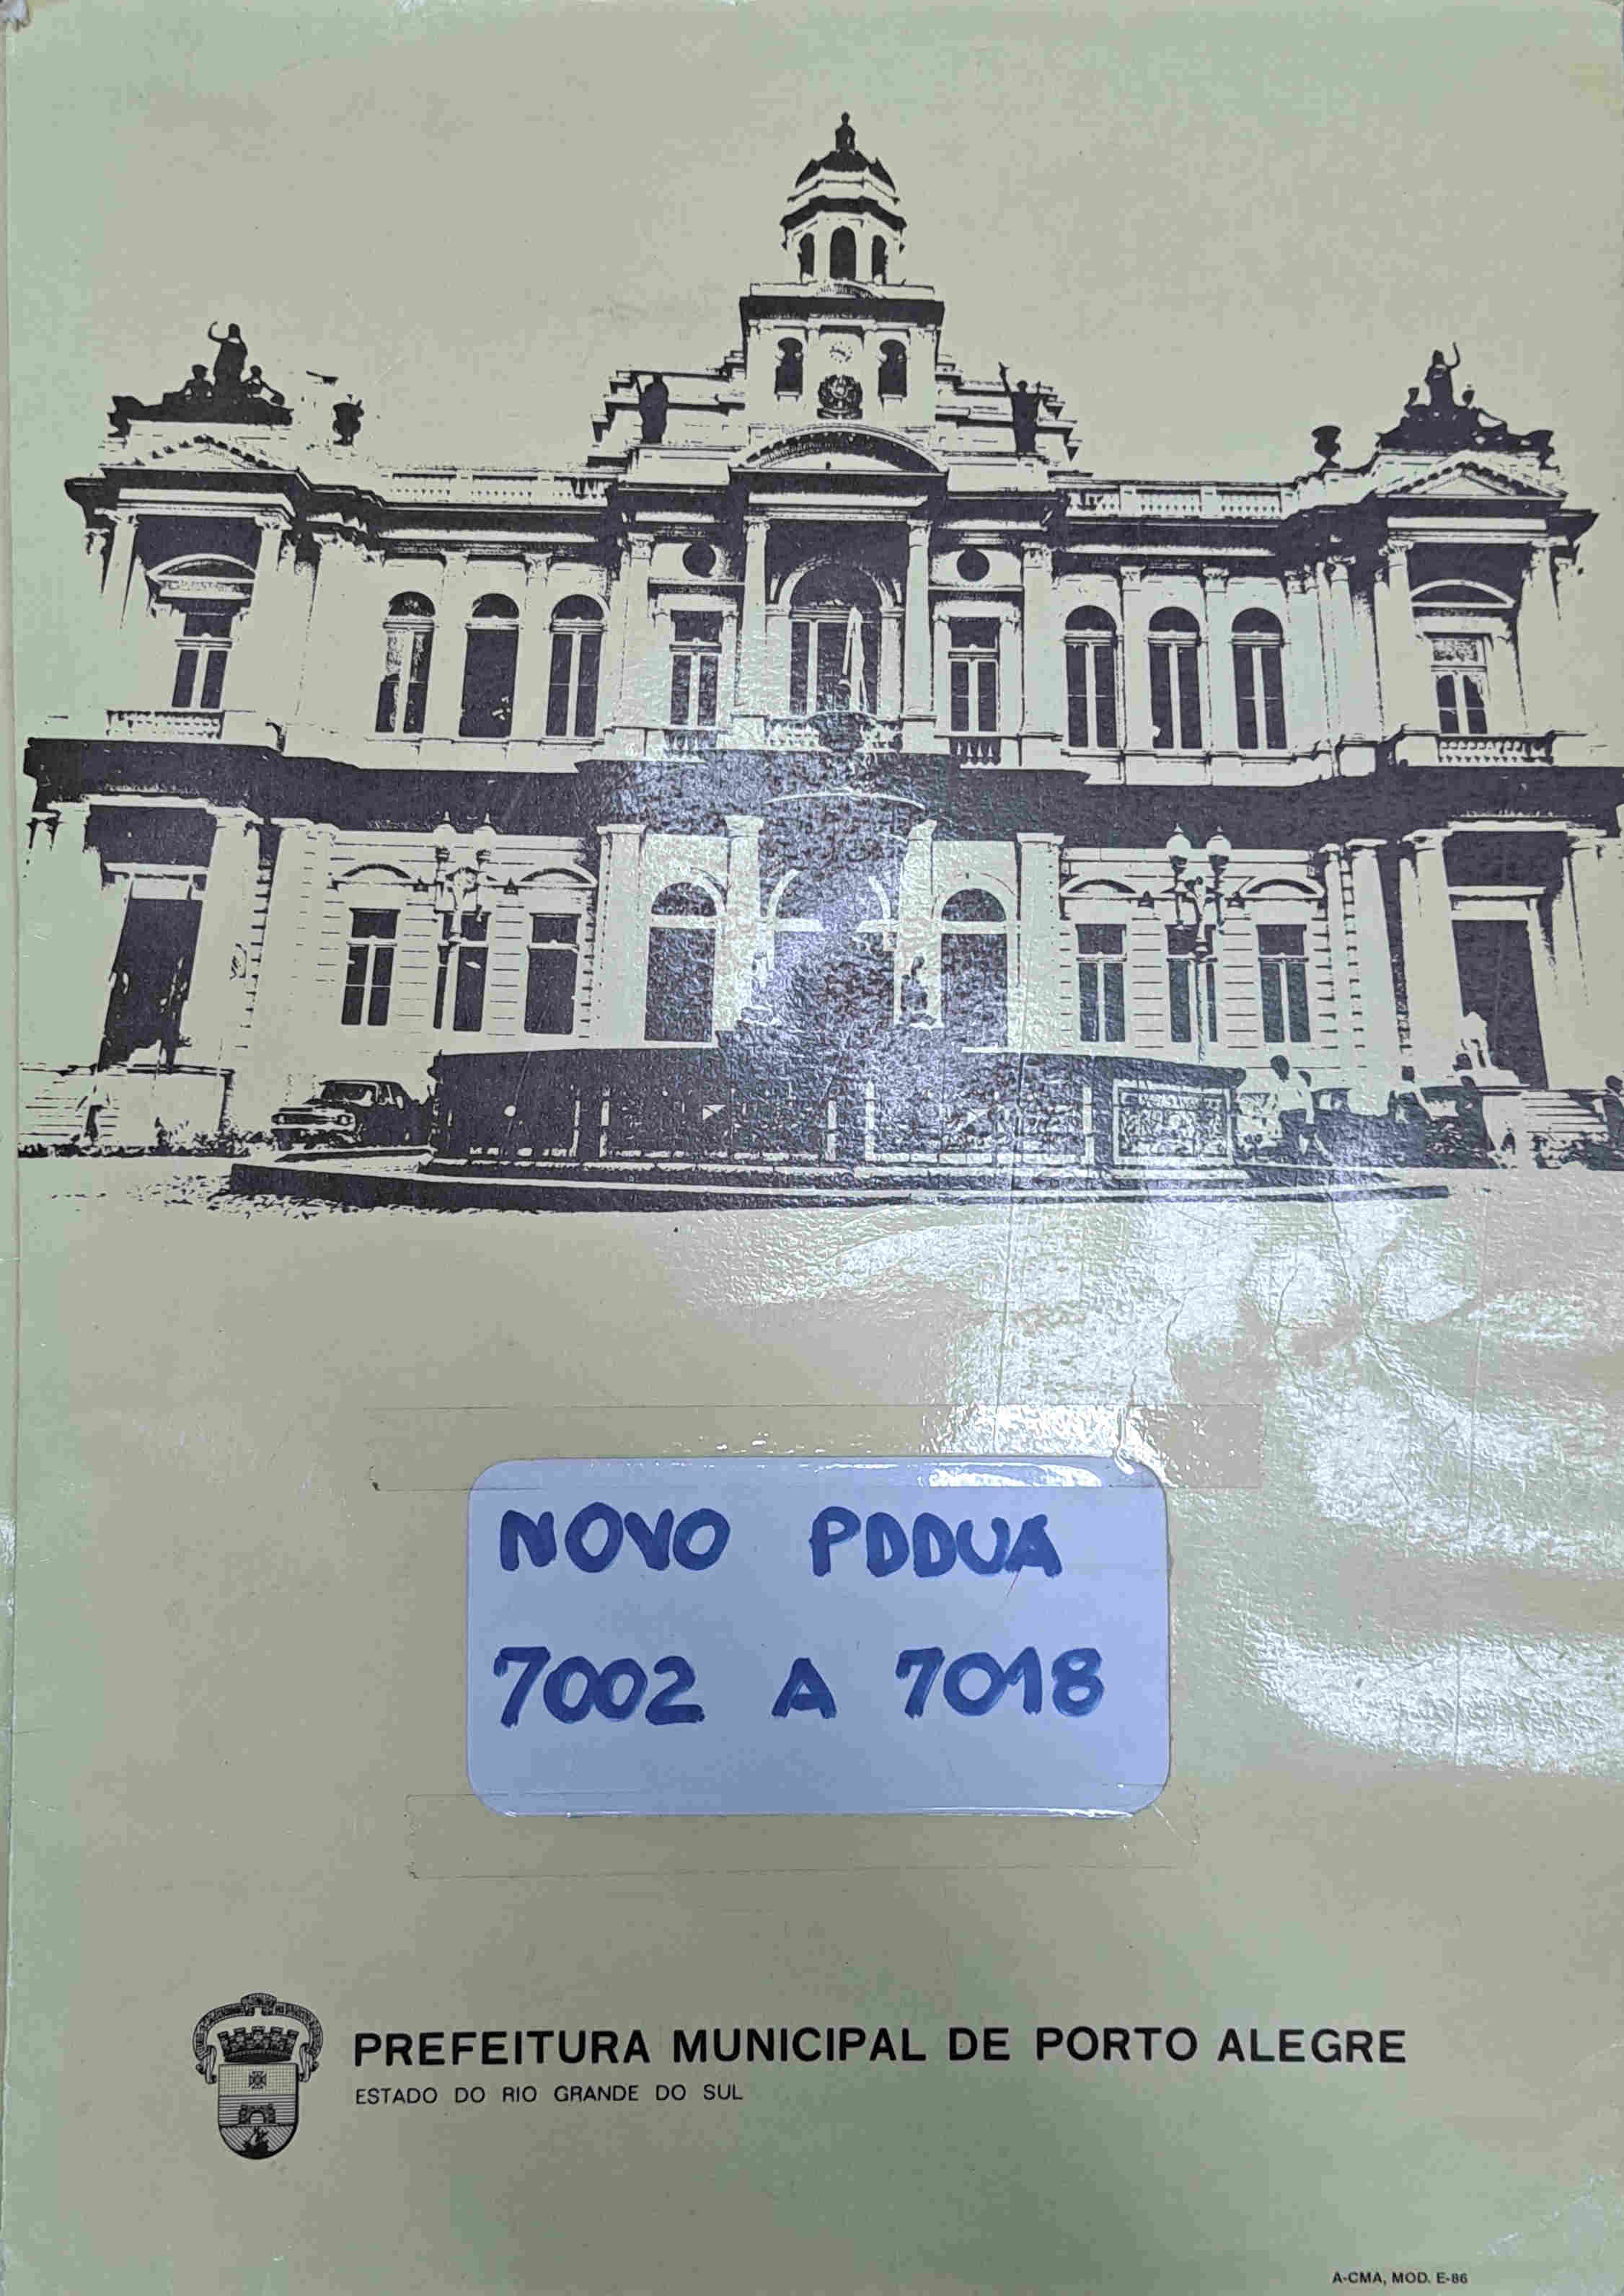 NOVO PDDUA
7002 A 7018
PREFEITURA MUNICIPAL DE PORTO ALEGRE
ESTADO DO RIO GRANDE DO SUL
A-CMA, MOD. E-86